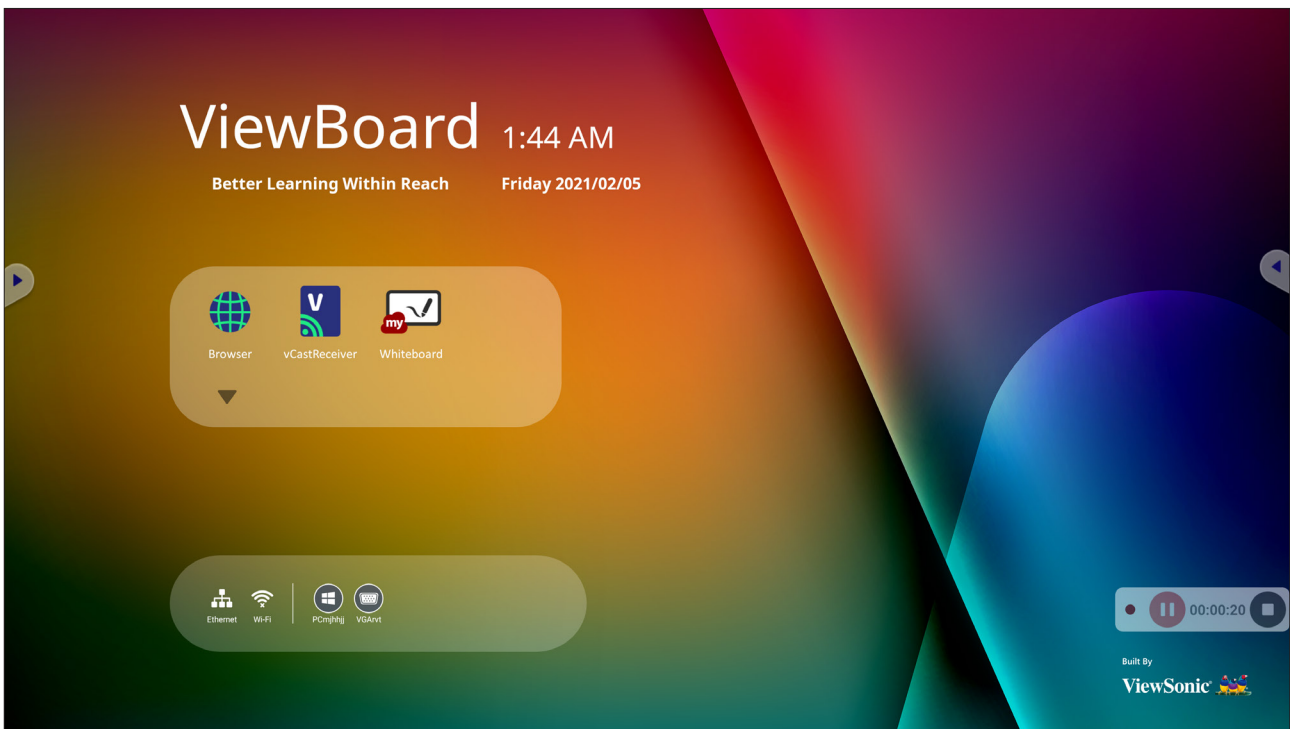 ViewBoard 1:44 AM
Better Learning Within Reach Friday 2021/02/05
V
my
Browser vCastReceiver Whiteboard
Ethernet Wi-Fi PCmjhhjj VGArvt
00:00:20
Built By
ViewSonic